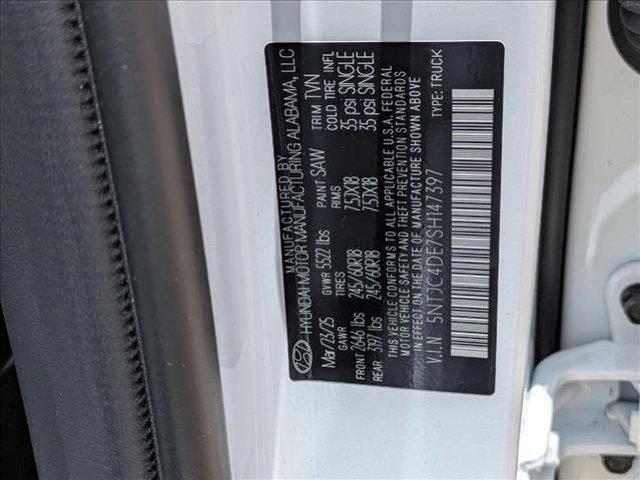 MANUFACTURED BY
HYUNDAI MOTOR MANUFACTURING ALABAMA, LLC
Mar/23/25 GVWR 5522 lbs PAINT SAW TRIM TVN
GAWR TIRES RIMS COLD TIRE INFL
FRONT 2646 lbs 245/60R18 7.5JX18 35 psi SINGLE
REAR 3197 lbs 245/60R18 7.5JX18 35 psi SINGLE
THIS VEHICLE CONFORMS TO ALL APPLICABLE U.S.A. FEDERAL
MOTOR VEHICLE SAFETY AND THEFT PREVENTION STANDARDS
IN EFFECT ON THE DATE OF MANUFACTURE SHOWN ABOVE
V.I.N 5NTJC4DE7SH147397 TYPE: TRUCK